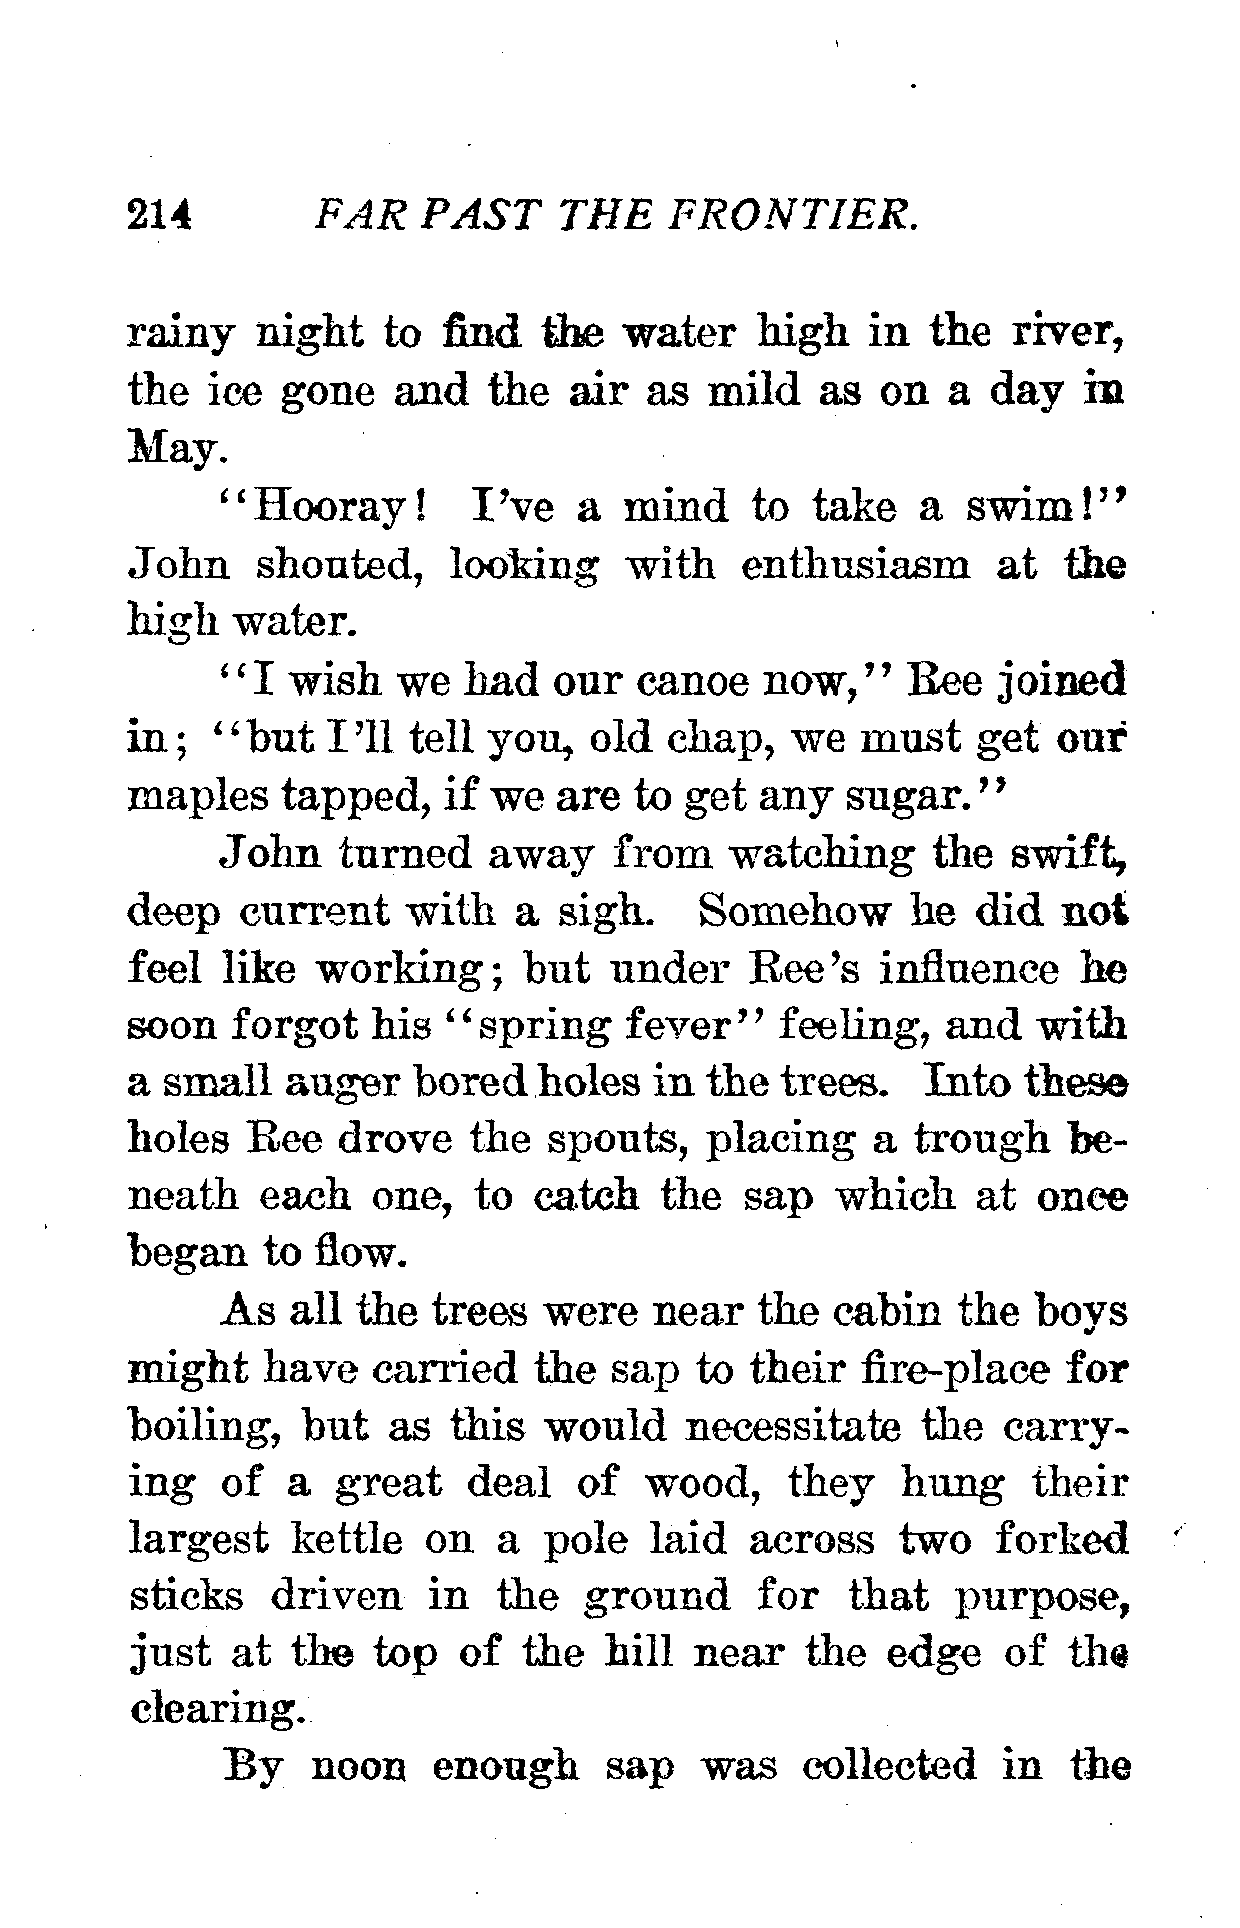 214 FAR PAST THE FRONTIER.
rainy night to find the water high in the river,
the ice gone and the air as mild as on a day in
May.
"Hooray! I've a mind to take a swim!"
John shouted, looking with enthusiasm at the
high water.
"I wish we had our canoe now," Ree joined
in; "but I'll tell you, old chap, we must get our
maples tapped, if we are to get any sugar."
John turned away from watching the swift,
deep current with a sigh. Somehow he did not
feel like working; but under Ree's influence he
soon forgot his "spring fever" feeling, and with
a small auger bored holes in the trees. Into these
holes Ree drove the spouts, placing a trough be-
neath each one, to catch the sap which at once
began to flow.
As all the trees were near the cabin the boys
might have carried the sap to their fire-place for
boiling, but as this would necessitate the carry-
ing of a great deal of wood, they hung their
largest kettle on a pole laid across two forked
sticks driven in the ground for that purpose,
just at the top of the hill near the edge of the
clearing.
By noon enough sap was collected in the